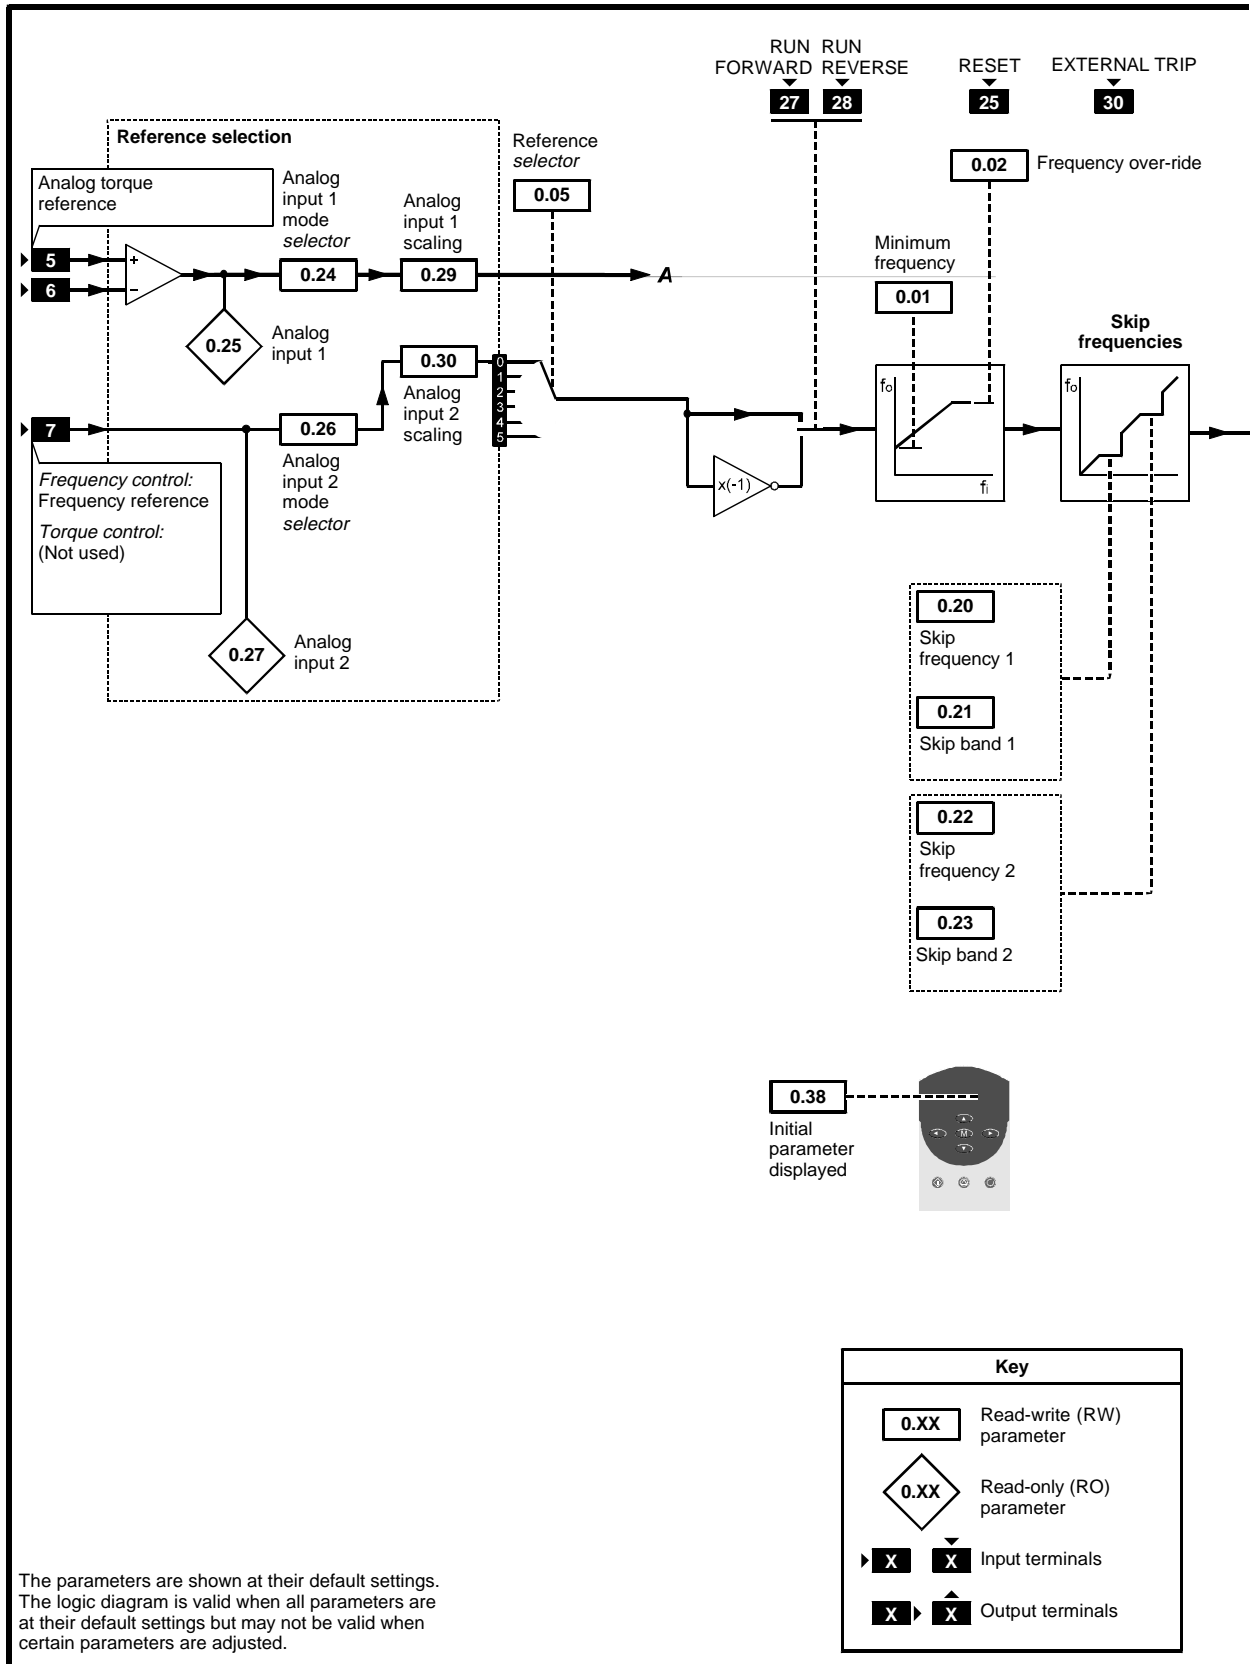 RUN FORWARD
RUN REVERSE
RESET
EXTERNAL TRIP
27
28
25
30
Reference selection
Reference
selector
0.05
0.02
Frequency over-ride
Analog torque
reference
Analog
input 1
mode
selector
Analog
input 1
scaling
Minimum
frequency
5
6
+
−
0.24
0.29
A
0.01
0.25
Analog
input 1
0.30
Analog
input 2
scaling
0
1
2
3
4
5
Skip
frequencies
fo
fi
fo
7
0.26
Analog
input 2
mode
selector
x(-1)
Frequency control:
Frequency reference
Torque control:
(Not used)
0.27
Analog
input 2
0.20
Skip
frequency 1
0.21
Skip band 1
0.22
Skip
frequency 2
0.23
Skip band 2
0.38
Initial
parameter
displayed
M
Key
0.XX
Read-write (RW)
parameter
0.XX
Read-only (RO)
parameter
X
X
Input terminals
X
X
Output terminals
The parameters are shown at their default settings.
The logic diagram is valid when all parameters are
at their default settings but may not be valid when
certain parameters are adjusted.